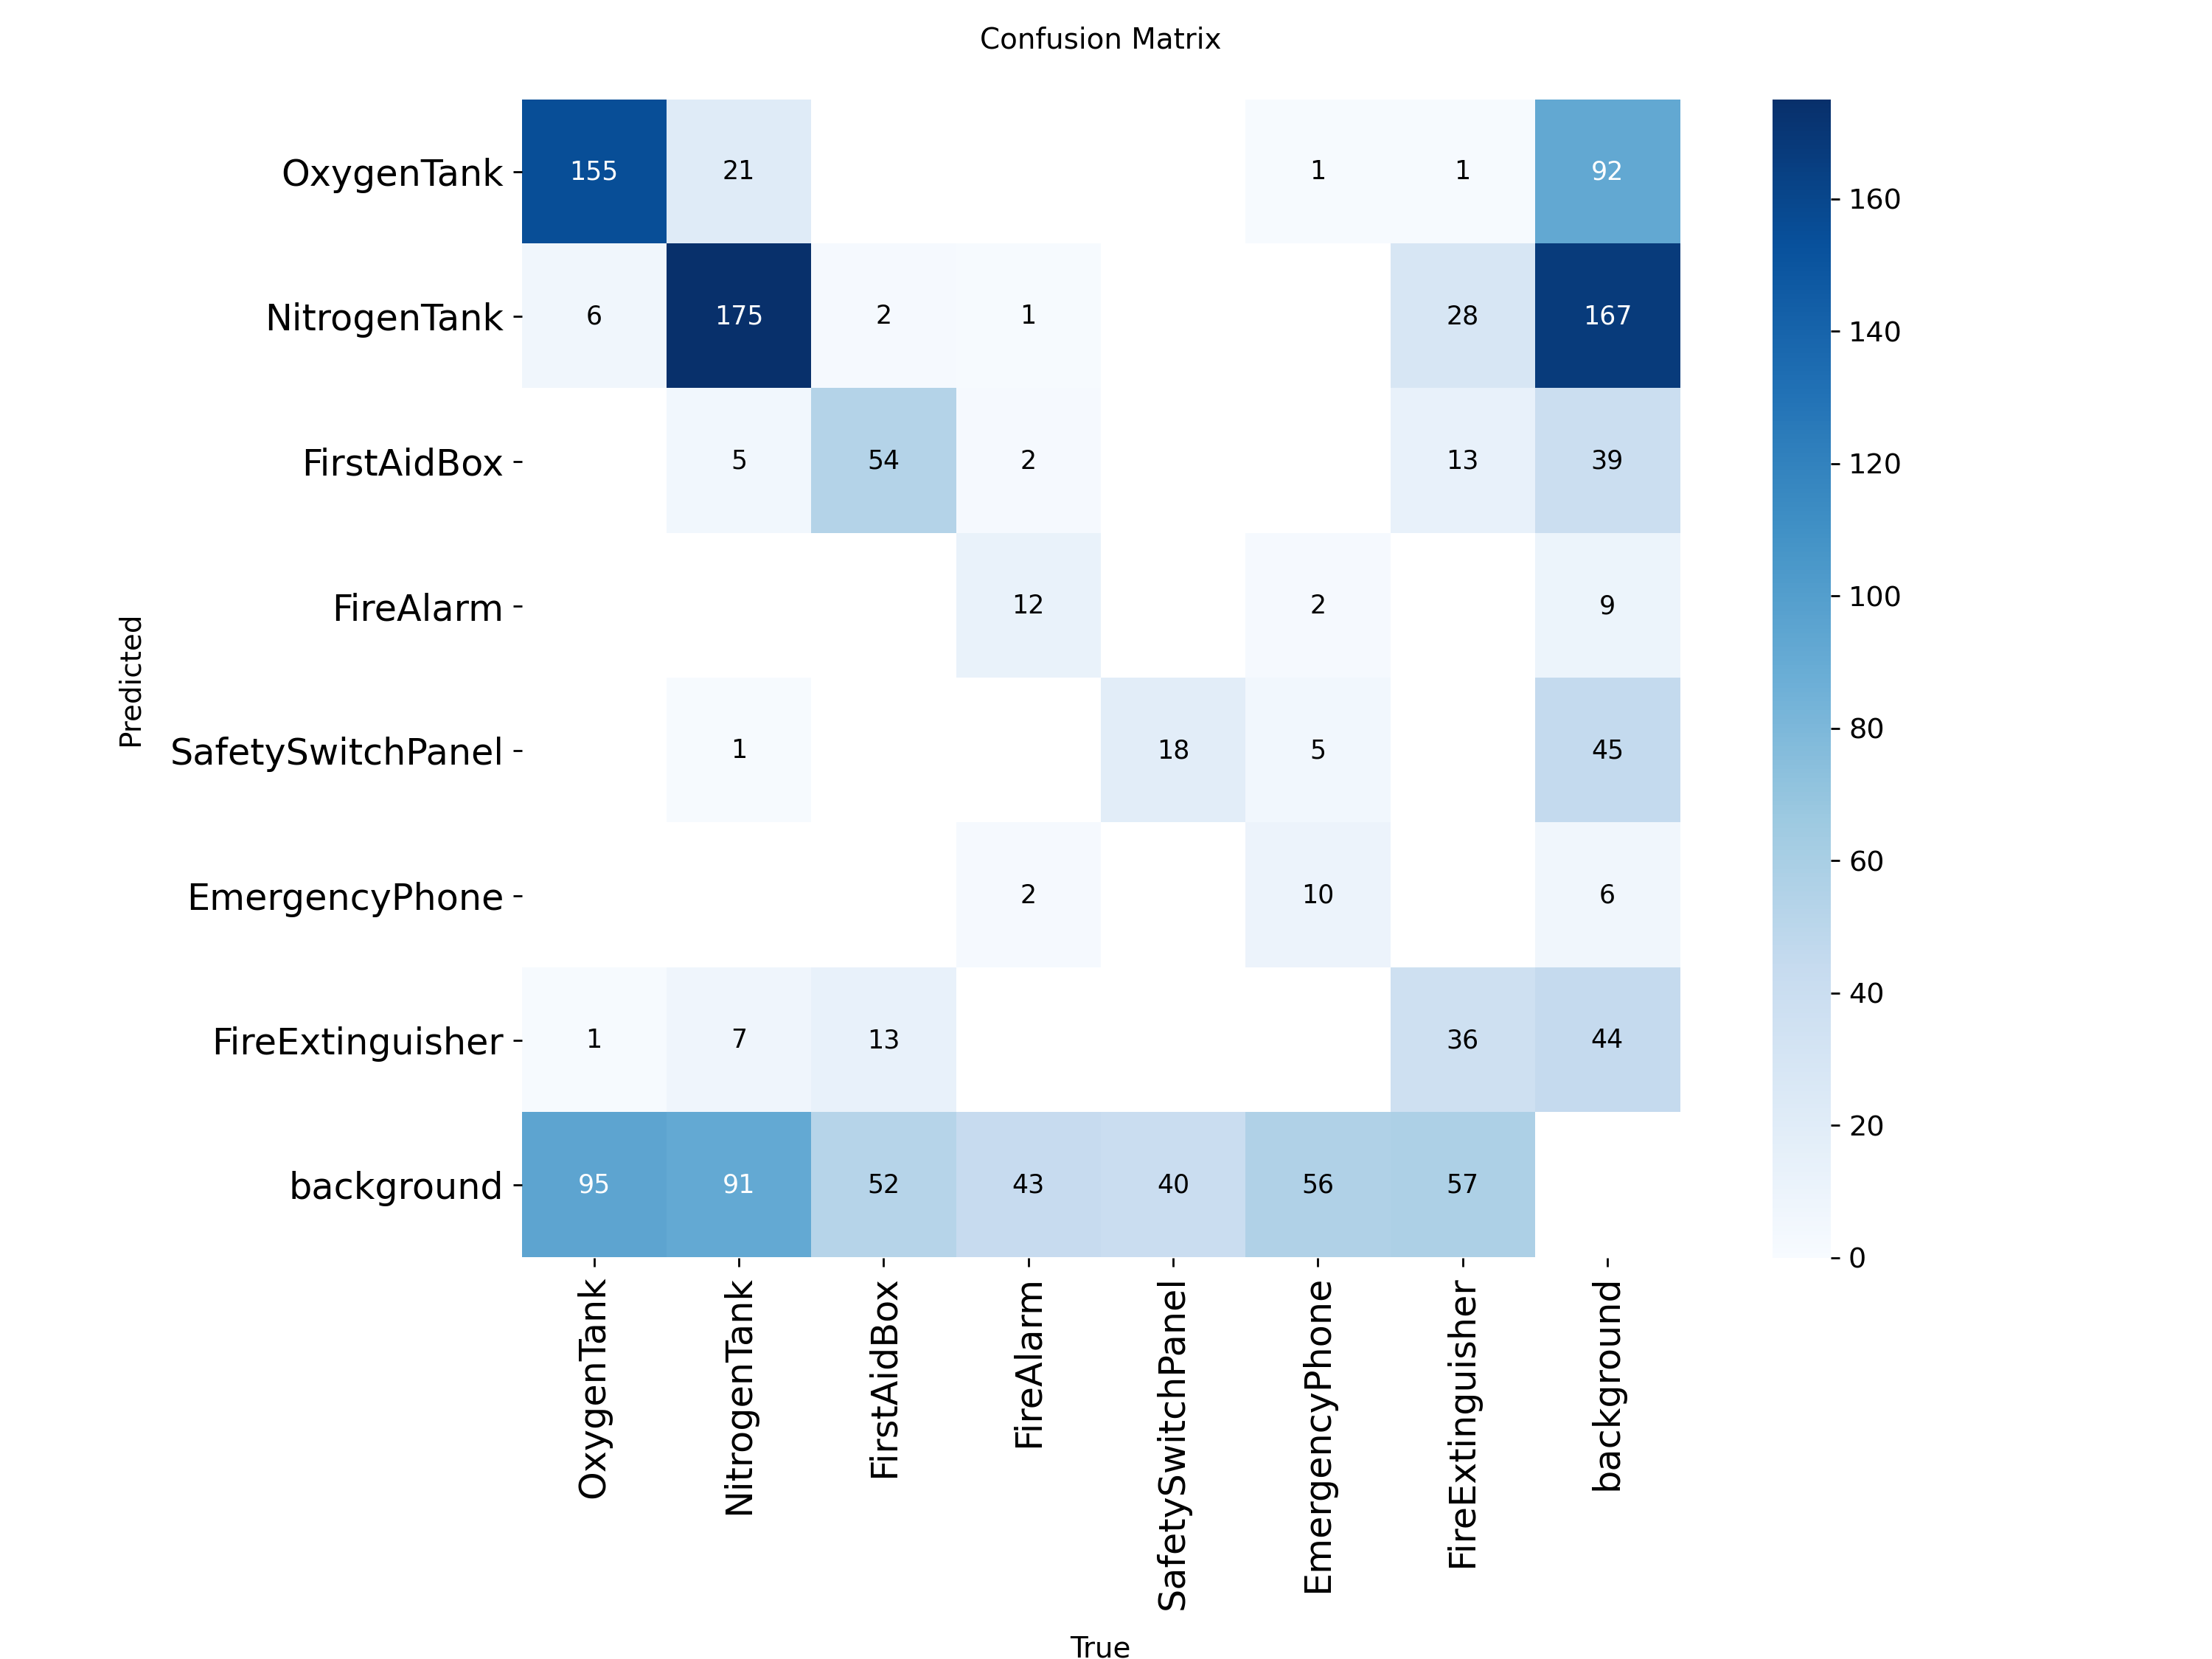 Confusion Matrix
OxygenTank 155 21 1 1 92
NitrogenTank 6 175 2 1 28 167
FirstAidBox 5 54 2 13 39
FireAlarm 12 2 9
SafetySwitchPanel 1 18 5 45
EmergencyPhone 2 10 6
FireExtinguisher 1 7 13 36 44
background 95 91 52 43 40 56 57
Predicted
OxygenTank
NitrogenTank
FirstAidBox
FireAlarm
SafetySwitchPanel
EmergencyPhone
FireExtinguisher
background
True
160
140
120
100
80
60
40
20
0